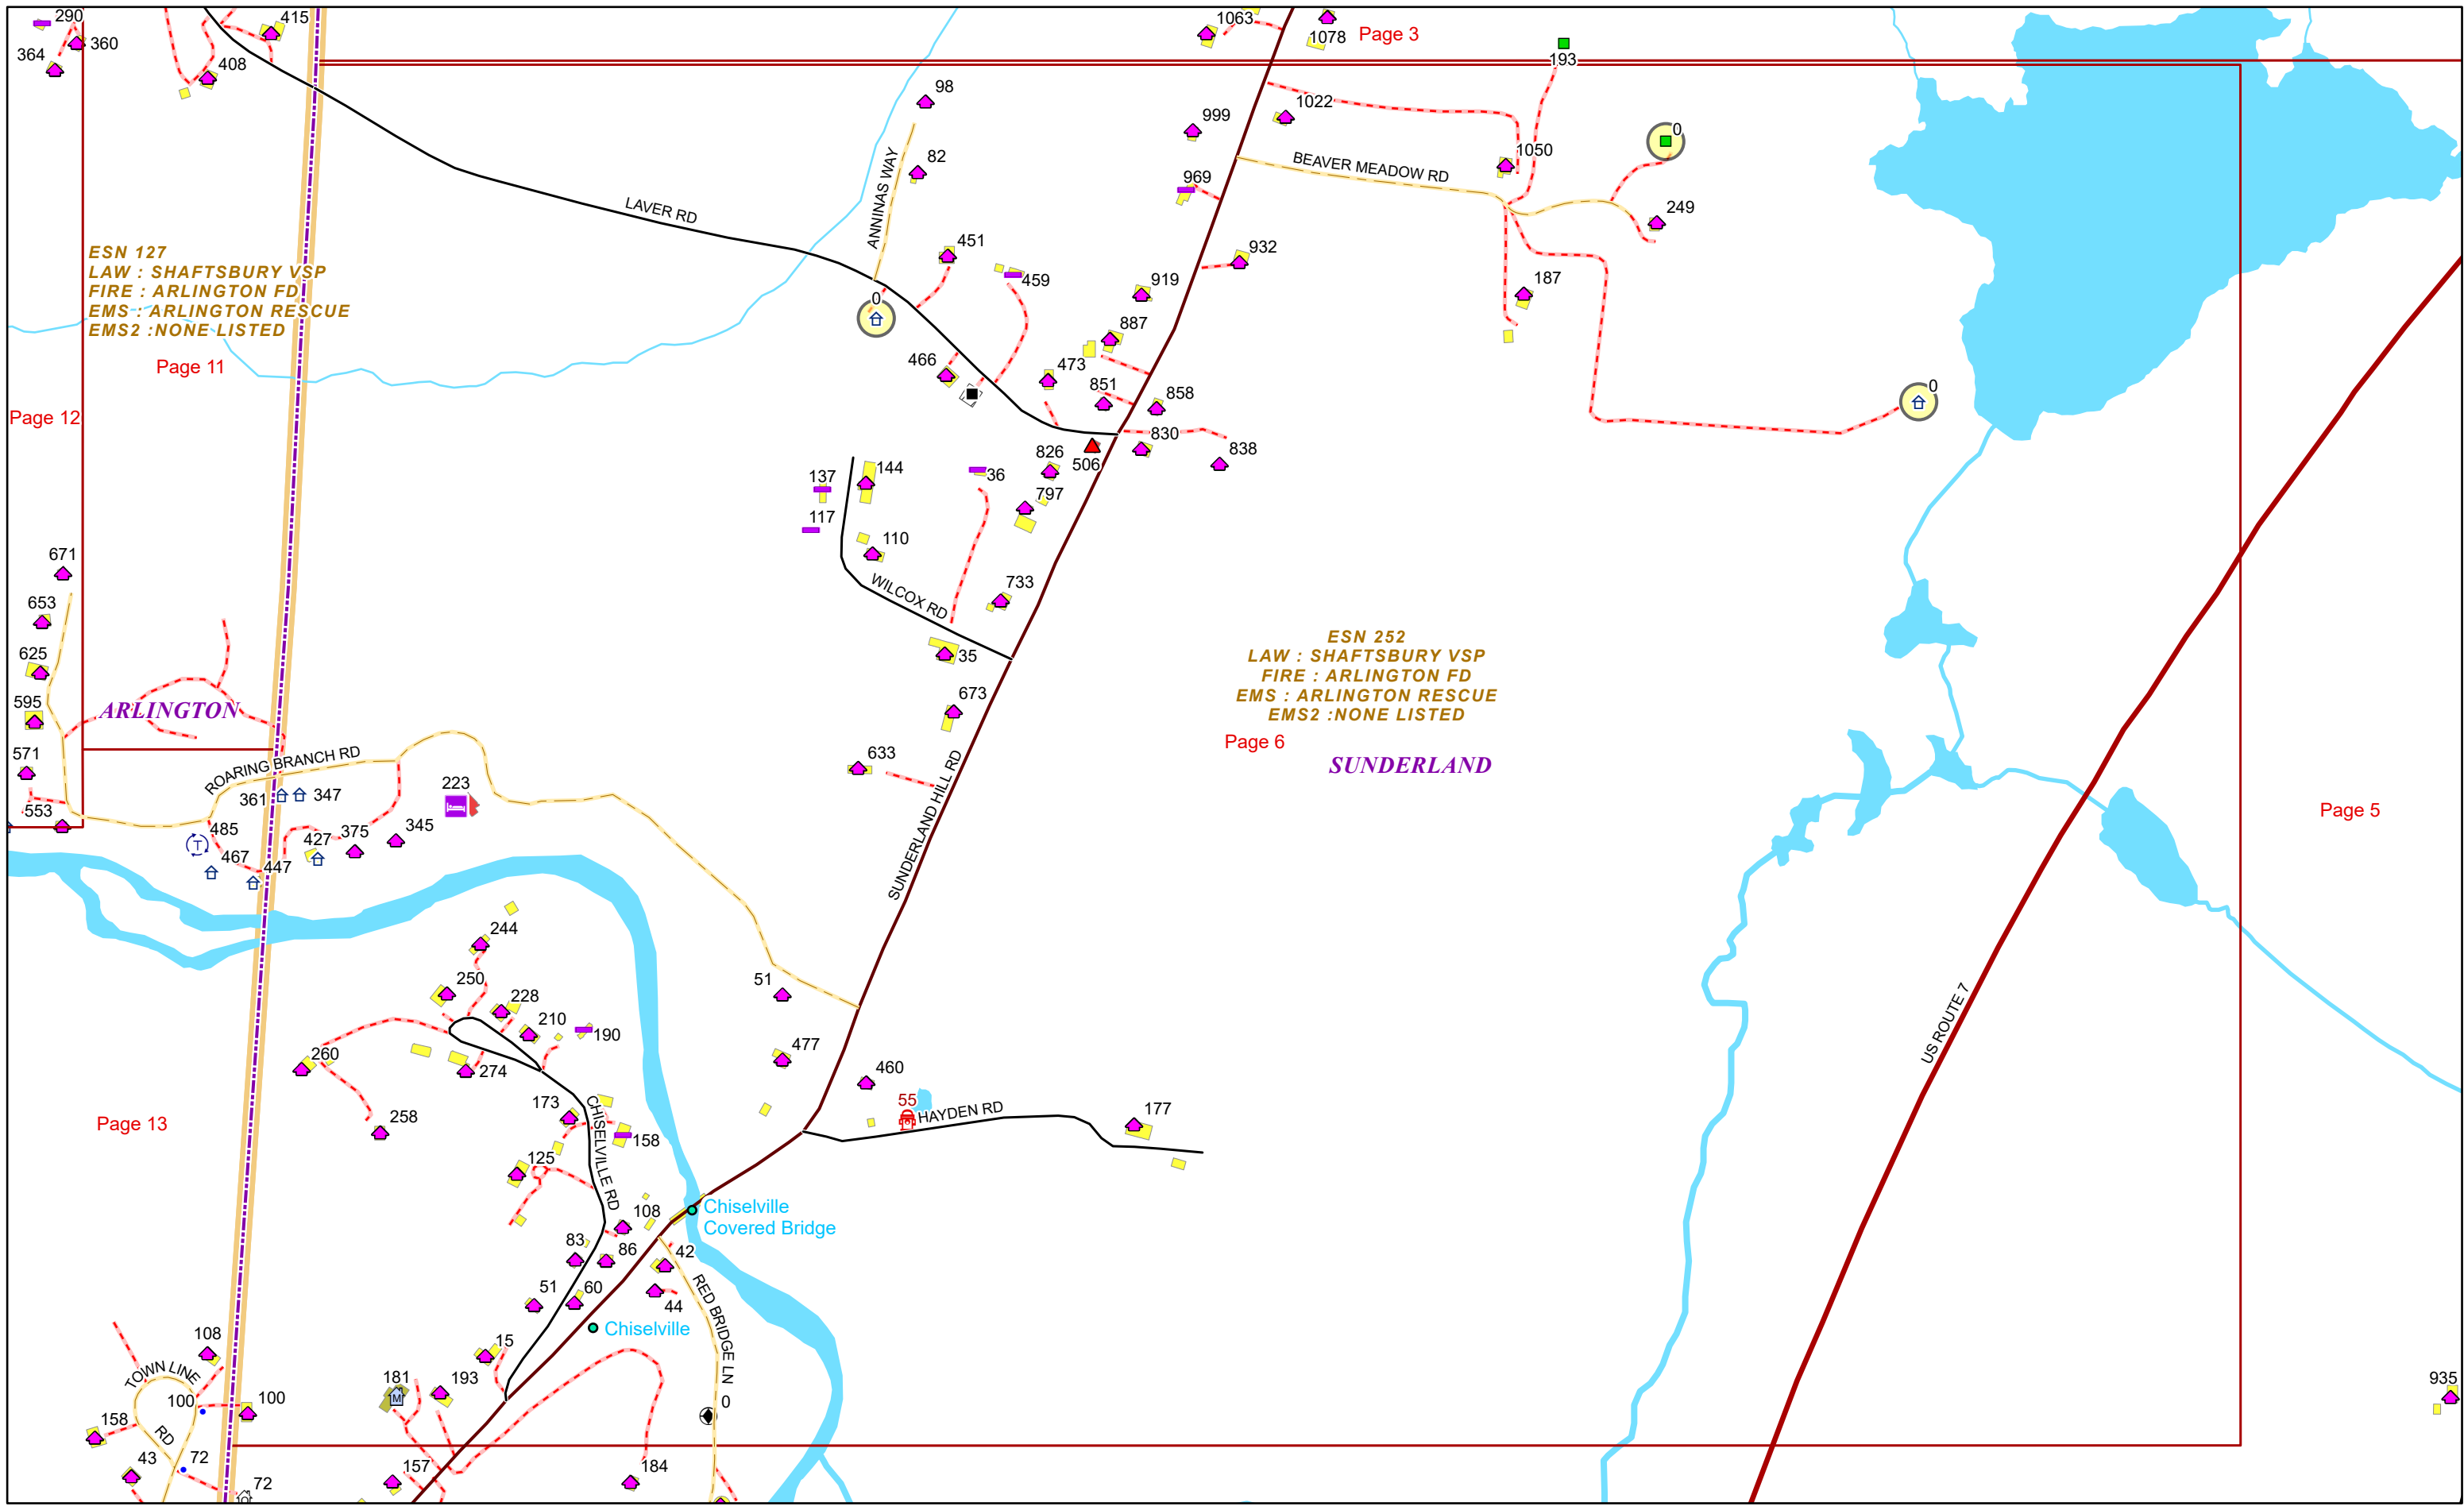 290
415
1063
1078
Page 3
364
360
408
193
98
999
1022
0
82
ANNINAS WAY
BEAVER MEADOW RD
1050
969
LAVER RD
249
ESN 127
LAW : SHAFTSBURY VSP
FIRE : ARLINGTON FD
EMS : ARLINGTON RESCUE
EMS2 :NONE LISTED
451
459
932
919
187
0
887
Page 11
466
473
851
858
0
Page 12
830
838
826
506
144
137
36
797
117
110
671
WILCOX RD
733
653
625
35
ESN 252
LAW : SHAFTSBURY VSP
FIRE : ARLINGTON FD
EMS : ARLINGTON RESCUE
EMS2 :NONE LISTED
595
ARLINGTON
673
Page 6
SUNDERLAND
571
ROARING BRANCH RD
633
SUNDERLAND HILL RD
223
361
347
553
Page 5
485
T
427
375
345
467
447
244
250
51
228
210
190
US ROUTE 7
260
274
477
460
55
HAYDEN RD
177
173
CHISELVILLE RD
258
Page 13
158
125
Chiselville
Covered Bridge
108
83
86
42
51
60
44
RED BRIDGE LN
Chiselville
108
15
TOWN LINE
RD
181
M
193
100
100
0
935
158
43
72
72
157
184